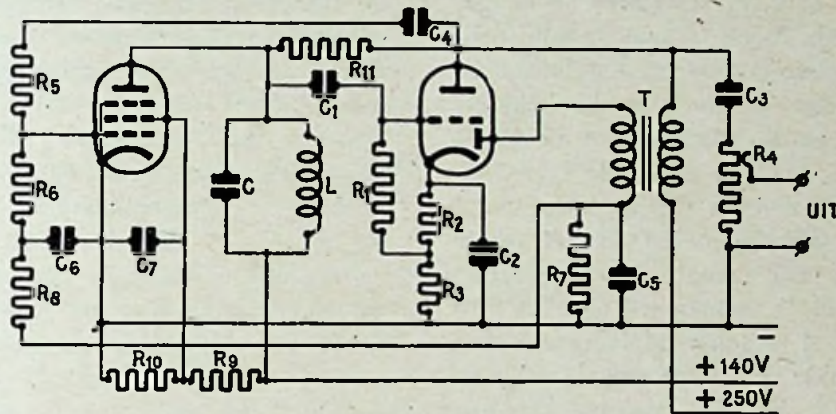 C4
R5
R11
C1
T
C3
R4
R6
C
L
R1
R2
UIT
C6
C7
C2
R7
C5
R8
R3
−
R10
R9
+ 140V
+ 250V